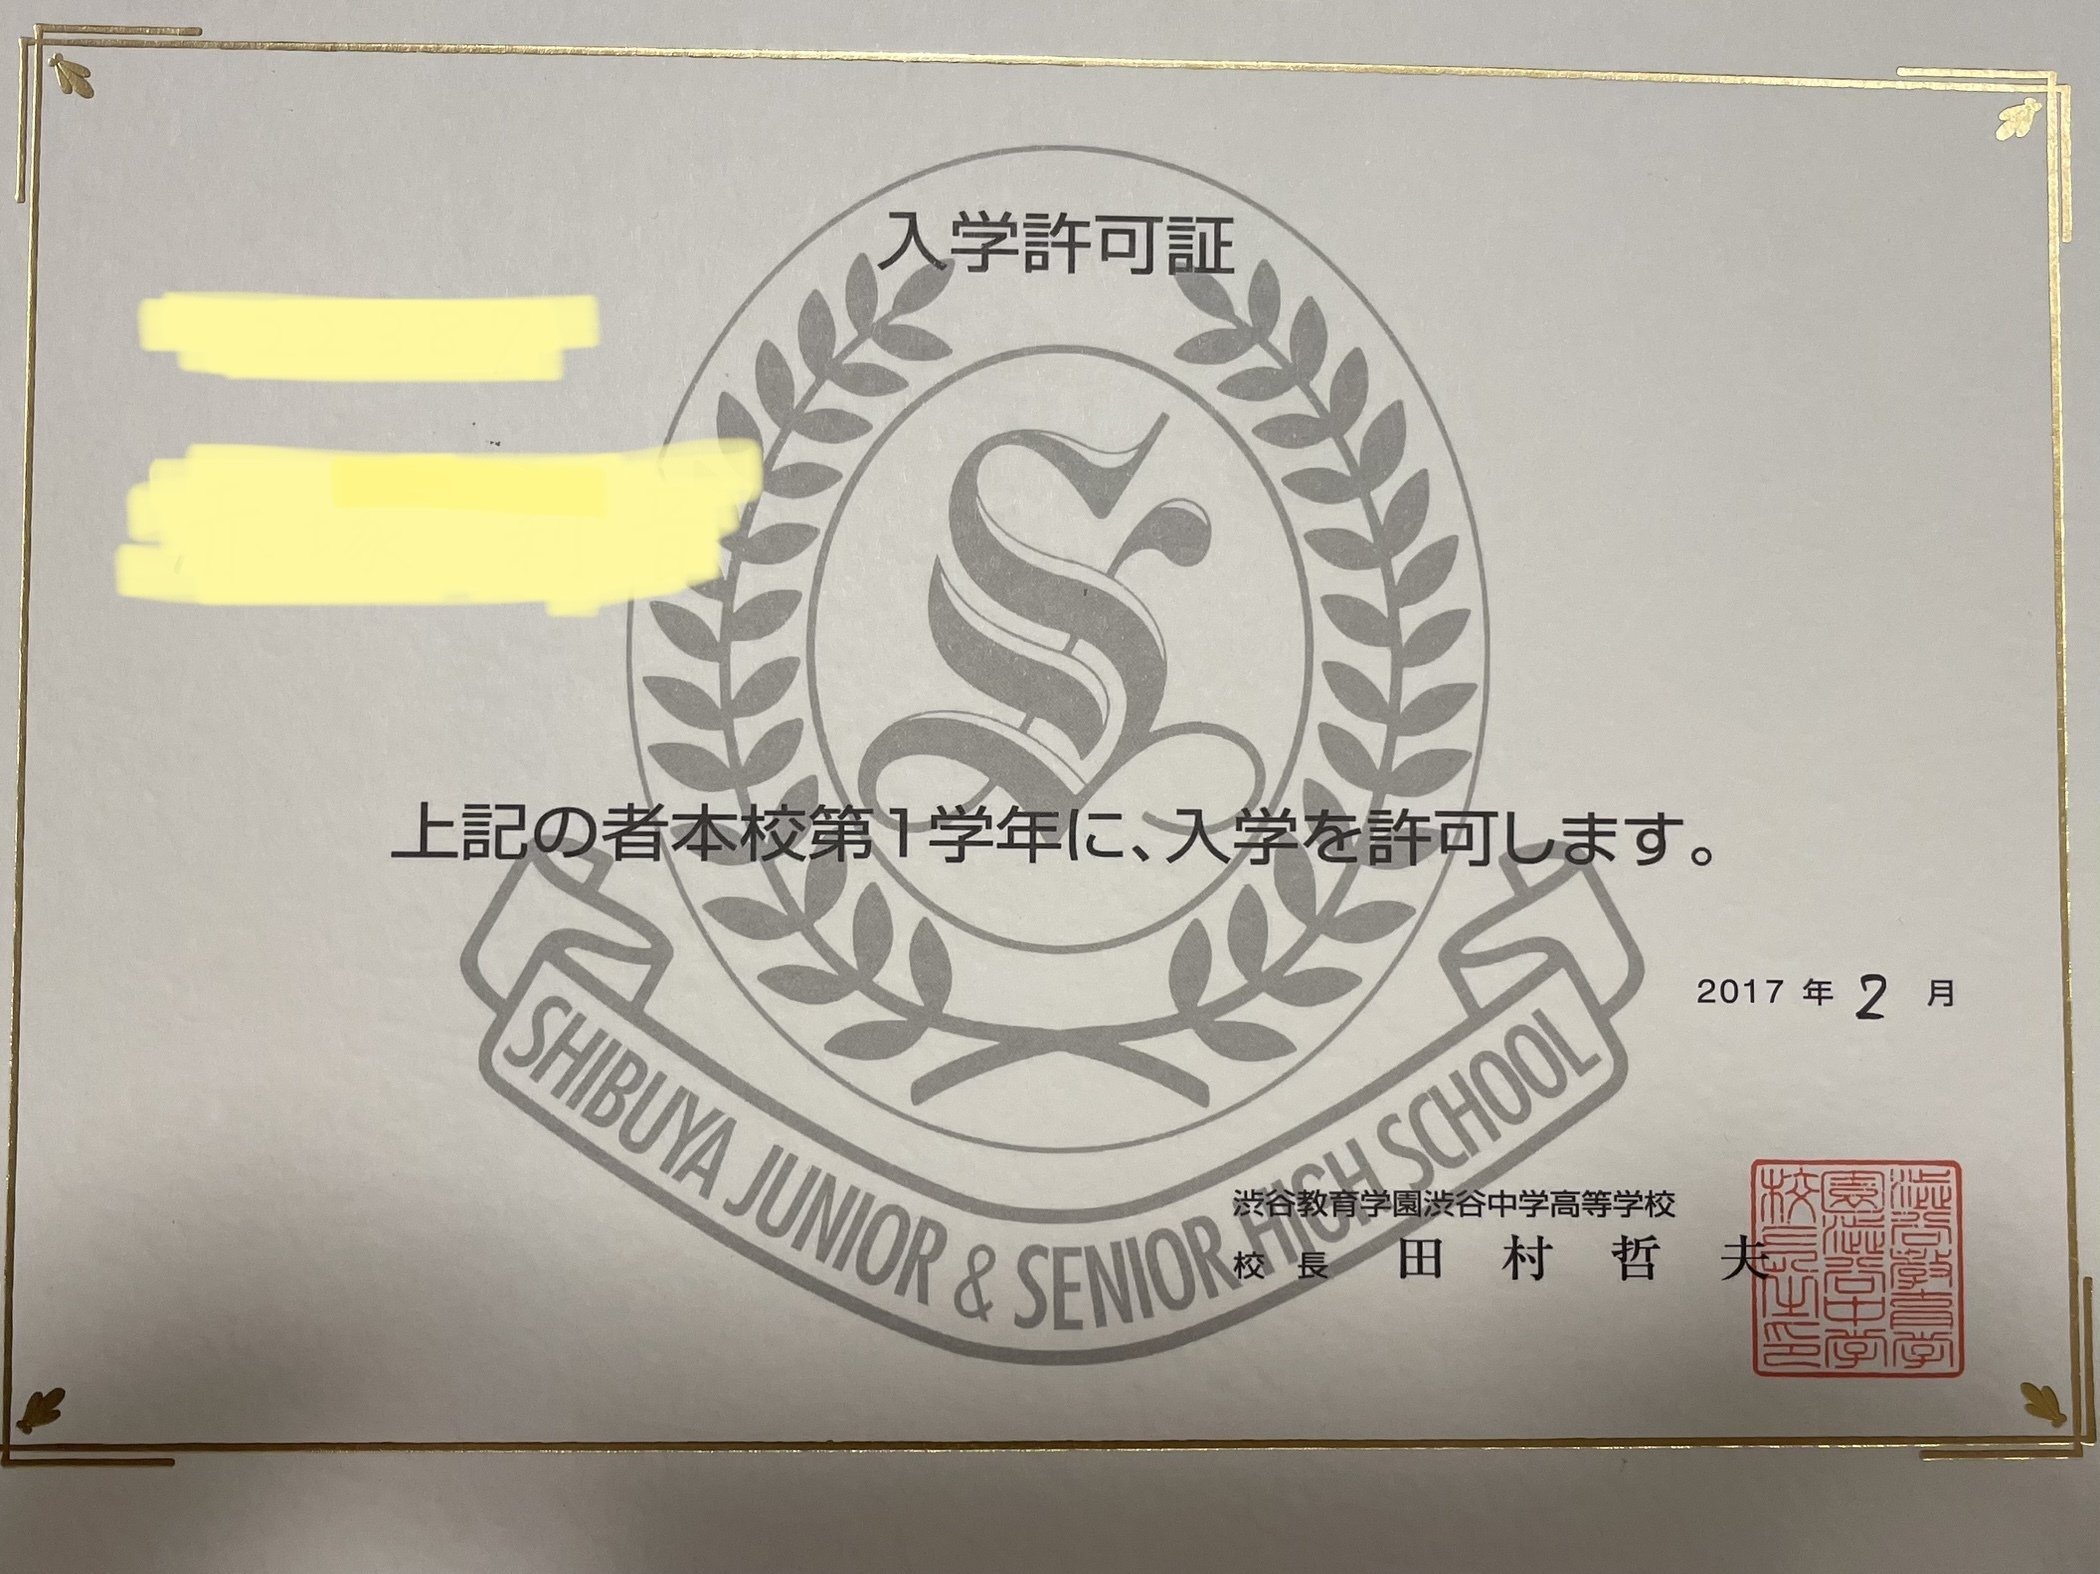 入学許可証
上記の者本校第1学年に、入学を許可します。
2017 年 2 月
SHIBUYA JUNIOR & SENIOR HIGH SCHOOL
渋谷教育学園渋谷中学高等学校
校 長 田 村 哲 夫